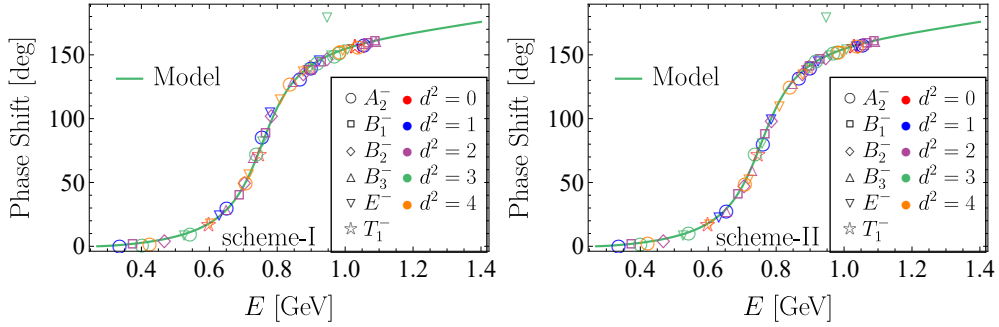 150
100
50
0
Phase Shift [deg]
Model
A₂⁻ d² = 0
B₁⁻ d² = 1
B₂⁻ d² = 2
B₃⁻ d² = 3
E⁻ d² = 4
T₁⁻
scheme-I
0.4 0.6 0.8 1.0 1.2 1.4
E [GeV]
150
100
50
0
Phase Shift [deg]
Model
A₂⁻ d² = 0
B₁⁻ d² = 1
B₂⁻ d² = 2
B₃⁻ d² = 3
E⁻ d² = 4
T₁⁻
scheme-II
0.4 0.6 0.8 1.0 1.2 1.4
E [GeV]